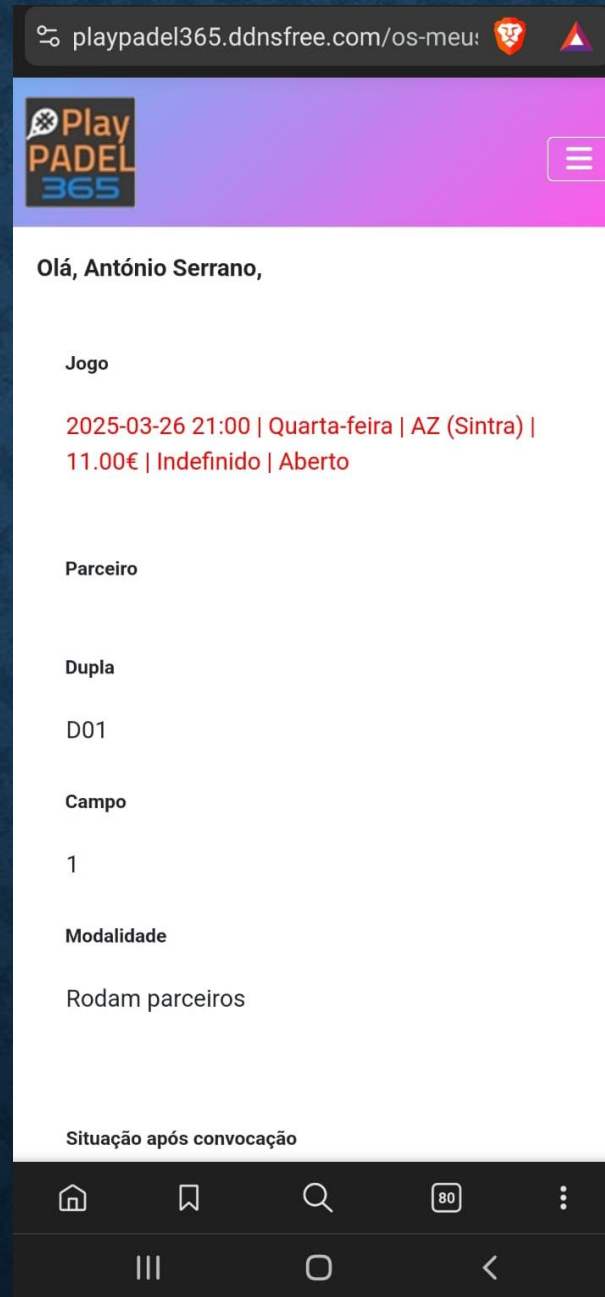 playpadel365.ddnsfree.com/os-meus
Play
PADEL
365
Olá, António Serrano,
Jogo
2025-03-26 21:00 | Quarta-feira | AZ (Sintra) |
11.00€ | Indefinido | Aberto
Parceiro
Dupla
D01
Campo
1
Modalidade
Rodam parceiros
Situação após convocação
80